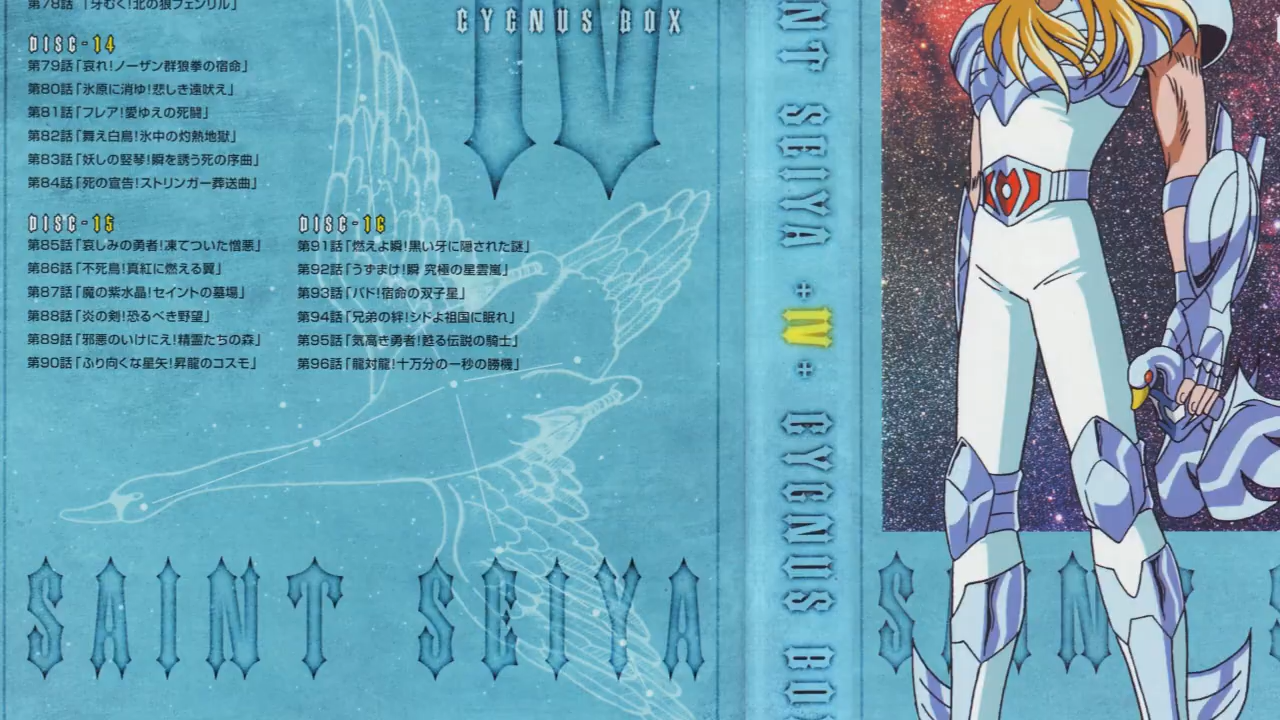 第78話「牙むく!北の狼フェンリル」
DISC-14
第79話「哀れ!ノーザン群狼拳の宿命」
第80話「氷原に消ゆ!悲しき遠吠え」
第81話「フレア!愛ゆえの死闘」
第82話「舞え白鳥!氷中の灼熱地獄」
第83話「妖しの竪琴!瞬を誘う死の序曲」
第84話「死の宣告!ストリンガー葬送曲」
DISC-15
第85話「哀しみの勇者!凍てついた憎悪」
第86話「不死鳥!真紅に燃える翼」
第87話「魔の紫水晶!セイントの墓場」
第88話「炎の剣!恐るべき野望」
第89話「邪悪のいけにえ!精霊たちの森」
第90話「ふり向くな星矢!昇龍のコスモ」
DISC-16
第91話「燃えよ瞬!黒い牙に隠された謎」
第92話「うずまけ!瞬 究極の星雲嵐」
第93話「バド!宿命の双子星」
第94話「兄弟の絆!シドよ祖国に眠れ」
第95話「気高き勇者!甦る伝説の騎士」
第96話「龍対龍!十万分の一秒の勝機」
IV
CYGNUS BOX
SAINT SEIYA
NT SEIYA + IV + CYGNUS BO
S
N